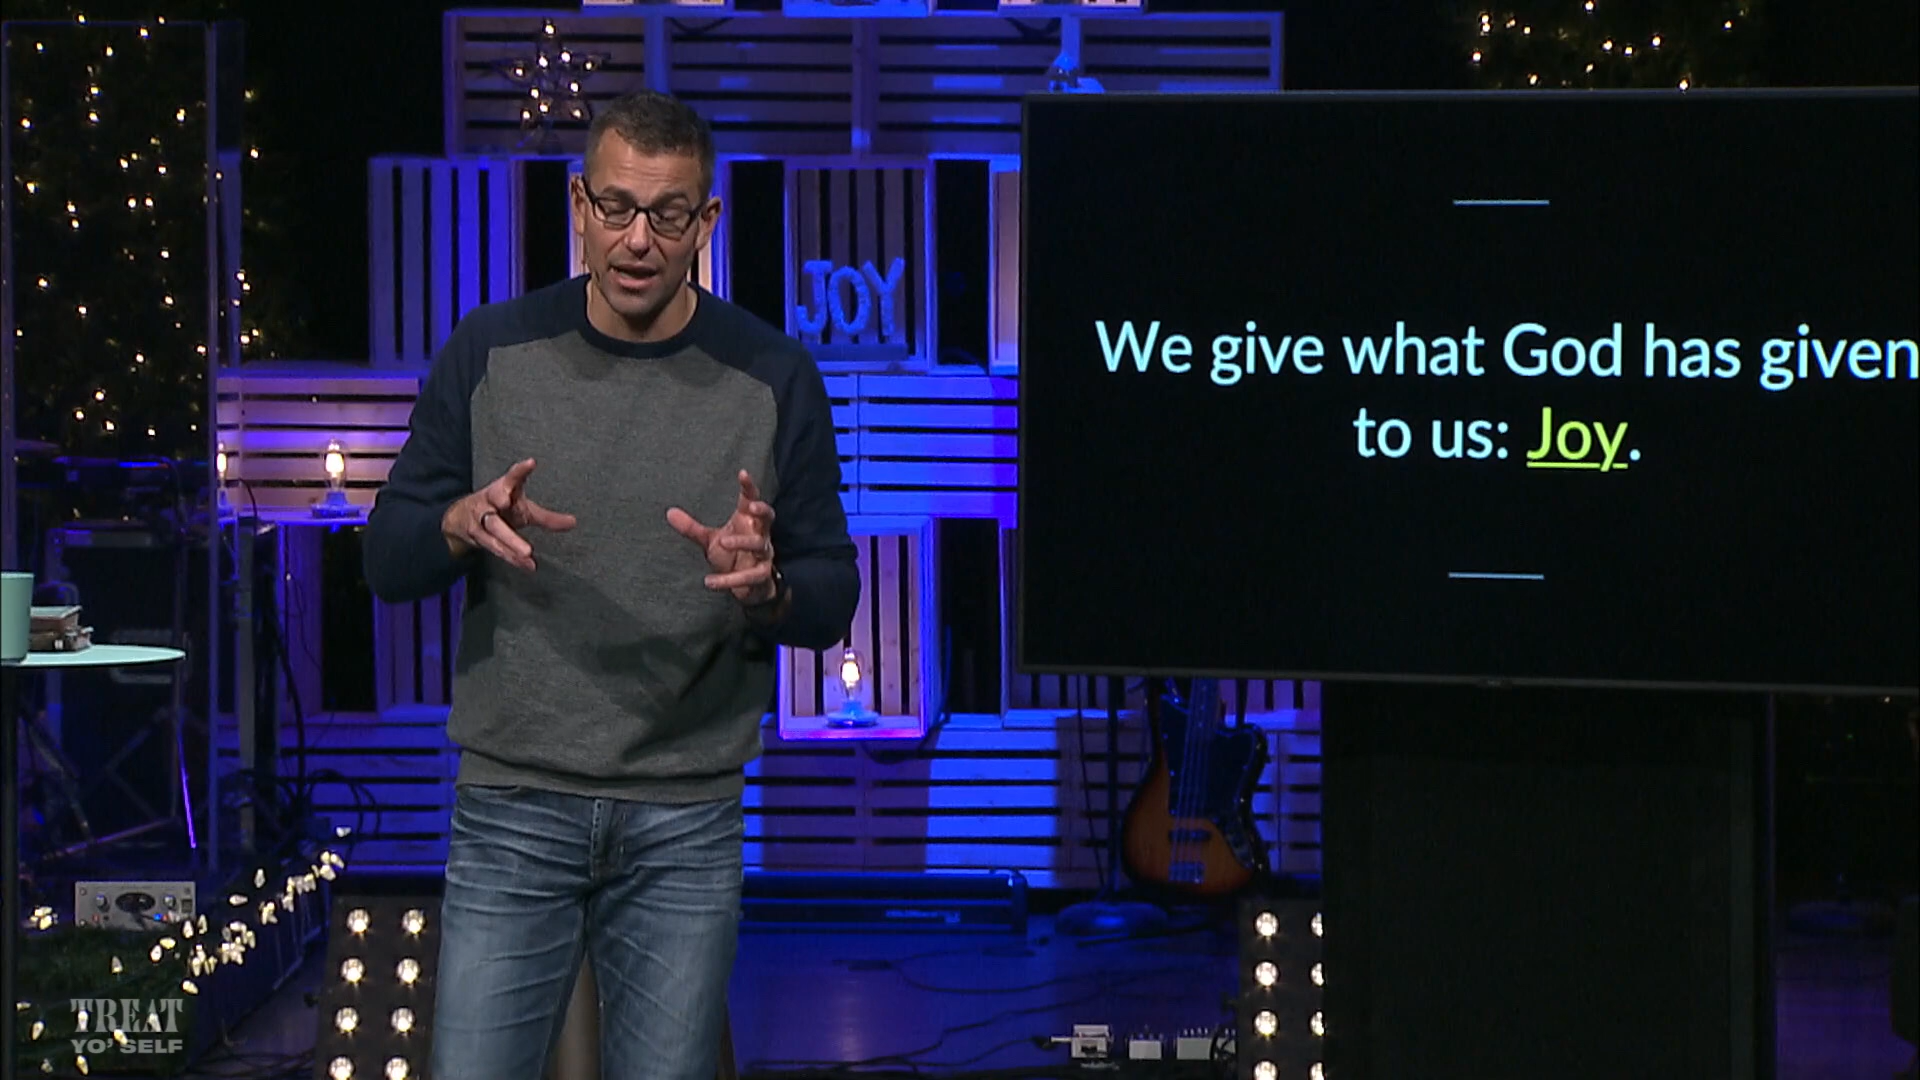 JOY
We give what God has given
to us: Joy.
TREAT
YO' SELF